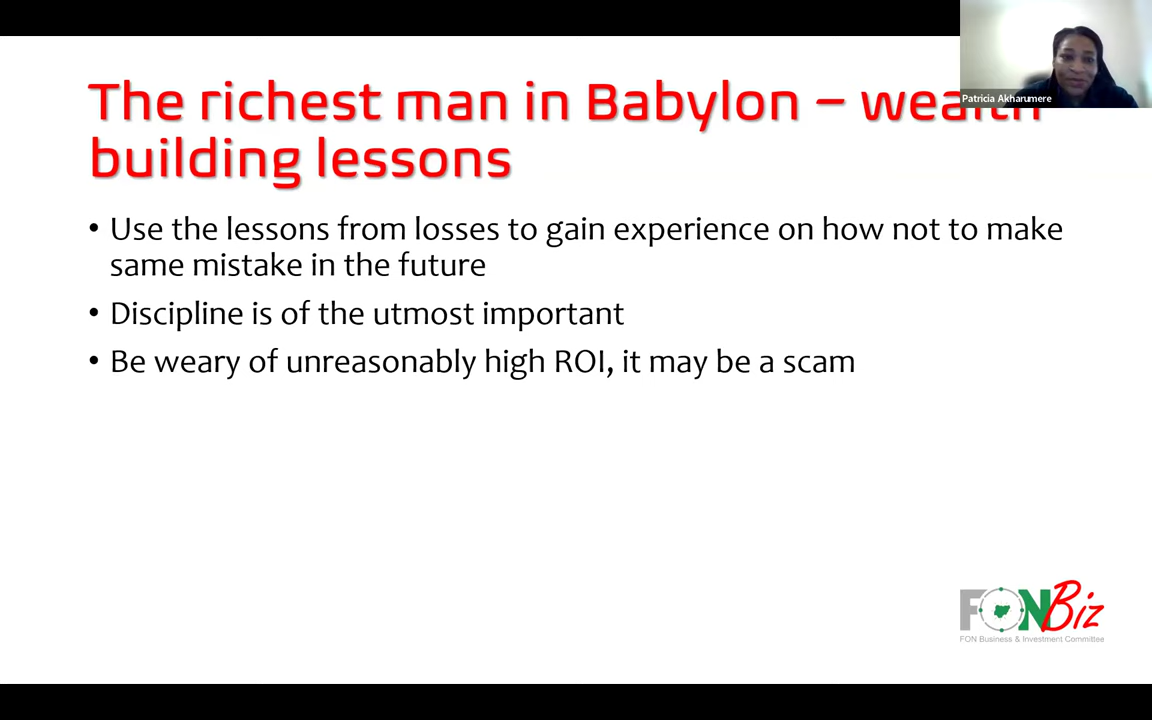 The richest man in Babylon – wealth
building lessons
Patricia Akharumere
• Use the lessons from losses to gain experience on how not to make
same mistake in the future
• Discipline is of the utmost important
• Be weary of unreasonably high ROI, it may be a scam
FON Biz
FON Business & Investment Committee